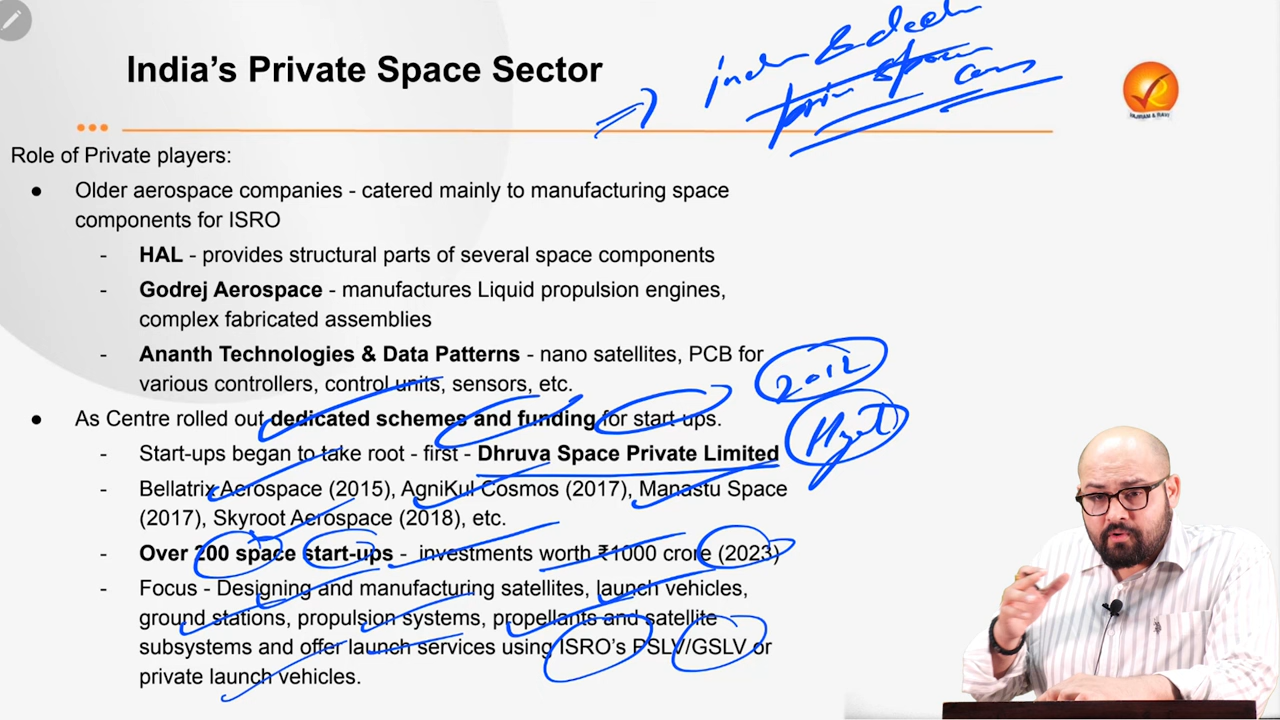 India's Private Space Sector
VAJIRAM & RAVI
Role of Private players:
● Older aerospace companies - catered mainly to manufacturing space
components for ISRO
- HAL - provides structural parts of several space components
- Godrej Aerospace - manufactures Liquid propulsion engines,
complex fabricated assemblies
- Ananth Technologies & Data Patterns - nano satellites, PCB for
various controllers, control units, sensors, etc.
2012
● As Centre rolled out dedicated schemes and funding for start-ups.
- Start-ups began to take root - first - Dhruva Space Private Limited
- Bellatrix Aerospace (2015), AgniKul Cosmos (2017), Manastu Space
(2017), Skyroot Aerospace (2018), etc.
- Over 200 space start-ups - investments worth ₹1000 crore (2023)
- Focus - Designing and manufacturing satellites, launch vehicles,
ground stations, propulsion systems, propellants and satellite
subsystems and offer launch services using ISRO's PSLV/GSLV or
private launch vehicles.